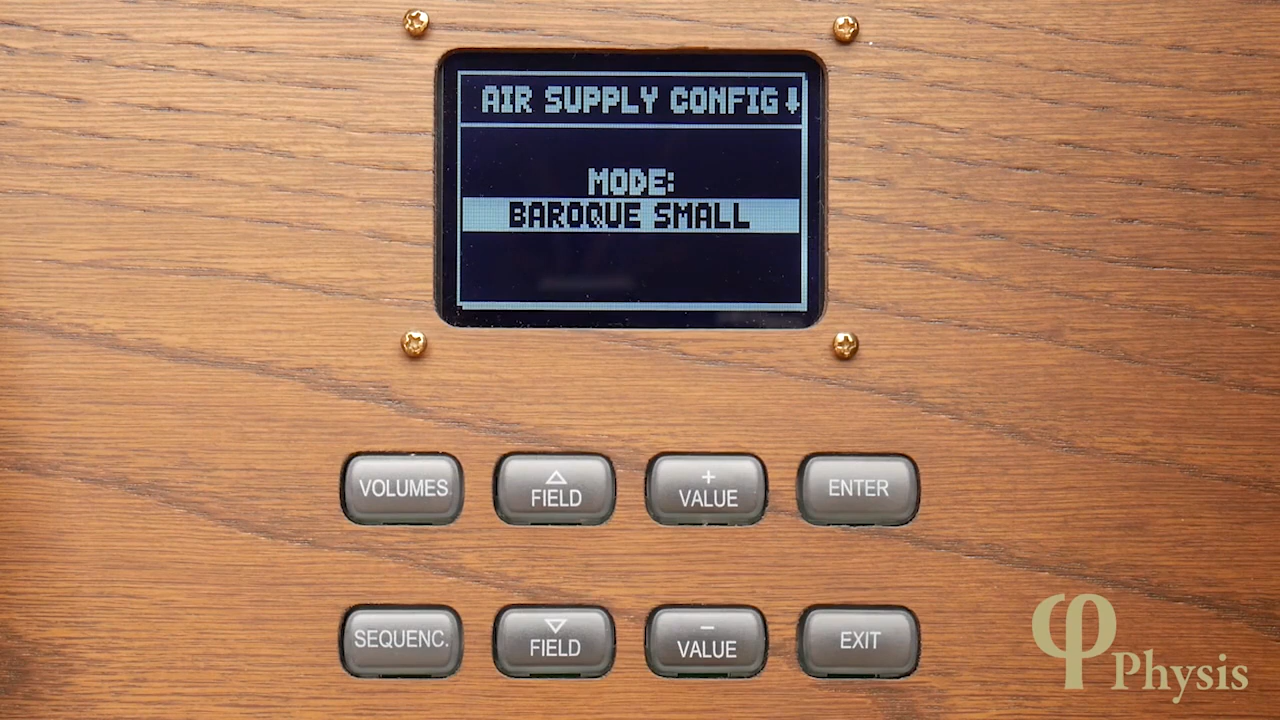 AIR SUPPLY CONFIG
MODE:
BAROQUE SMALL
VOLUMES
FIELD
+
VALUE
ENTER
SEQUENC.
FIELD
−
VALUE
EXIT
φ Physis